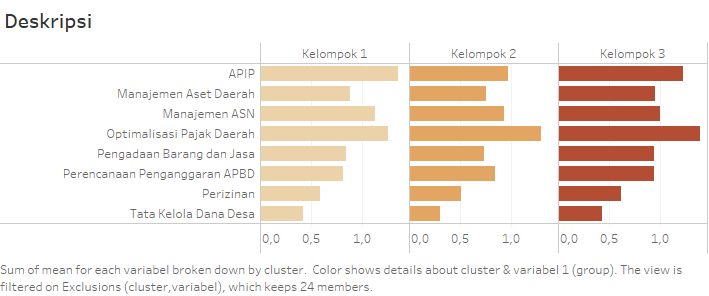 Deskripsi
Kelompok 1 Kelompok 2 Kelompok 3
APIP
Manajemen Aset Daerah
Manajemen ASN
Optimalisasi Pajak Daerah
Pengadaan Barang dan Jasa
Perencanaan Penganggaran APBD
Perizinan
Tata Kelola Dana Desa
0,0 0,5 1,0 0,0 0,5 1,0 0,0 0,5 1,0
Sum of mean for each variabel broken down by cluster. Color shows details about cluster & variabel 1 (group). The view is
filtered on Exclusions (cluster,variabel), which keeps 24 members.